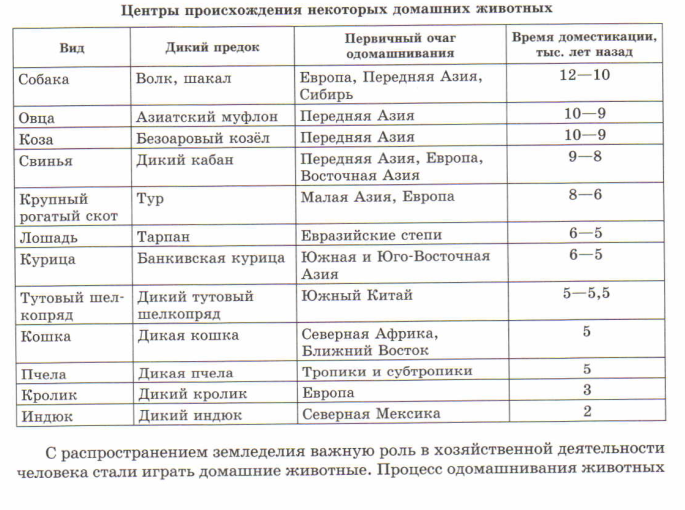 Центры происхождения некоторых домашних животных
Вид Дикий предок Первичный очаг одомашнивания Время доместикации, тыс. лет назад
Собака Волк, шакал Европа, Передняя Азия, Сибирь 12—10
Овца Азиатский муфлон Передняя Азия 10—9
Коза Безоаровый козёл Передняя Азия 10—9
Свинья Дикий кабан Передняя Азия, Европа, Восточная Азия 9—8
Крупный рогатый скот Тур Малая Азия, Европа 8—6
Лошадь Тарпан Евразийские степи 6—5
Курица Банкивская курица Южная и Юго-Восточная Азия 6—5
Тутовый шел-копряд Дикий тутовый шелкопряд Южный Китай 5—5,5
Кошка Дикая кошка Северная Африка, Ближний Восток 5
Пчела Дикая пчела Тропики и субтропики 5
Кролик Дикий кролик Европа 3
Индюк Дикий индюк Северная Мексика 2
С распространением земледелия важную роль в хозяйственной деятельности
человека стали играть домашние животные. Процесс одомашнивания животных